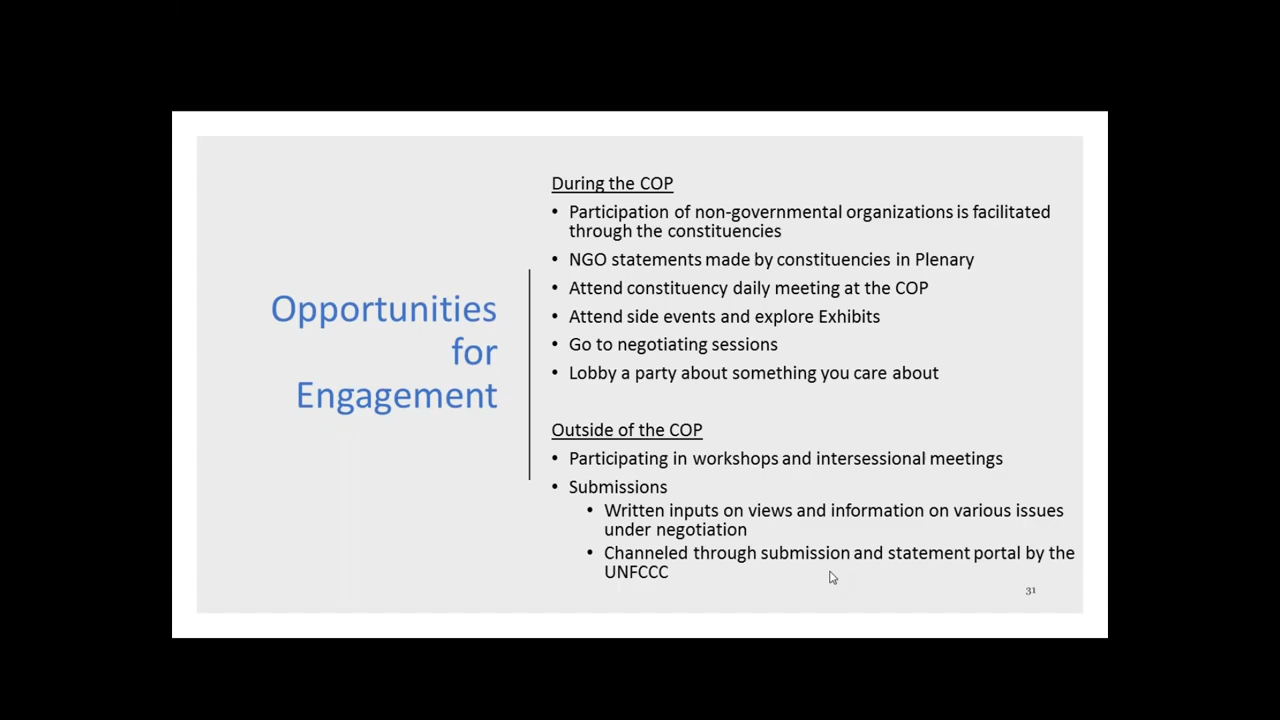 Opportunities
for
Engagement
During the COP
• Participation of non-governmental organizations is facilitated
through the constituencies
• NGO statements made by constituencies in Plenary
• Attend constituency daily meeting at the COP
• Attend side events and explore Exhibits
• Go to negotiating sessions
• Lobby a party about something you care about
Outside of the COP
• Participating in workshops and intersessional meetings
• Submissions
• Written inputs on views and information on various issues
under negotiation
• Channeled through submission and statement portal by the
UNFCCC
31